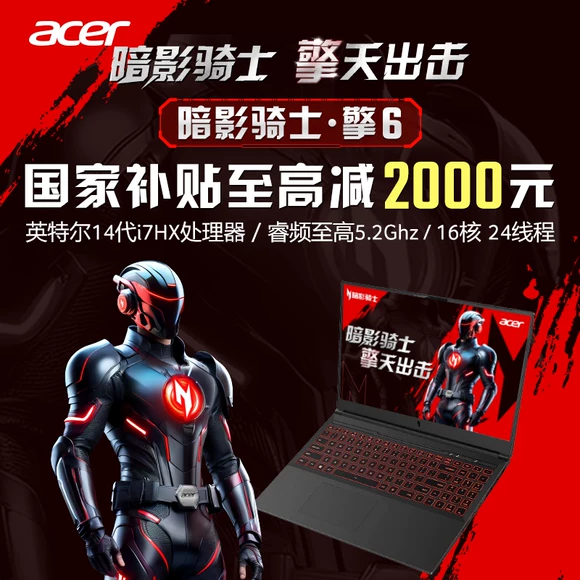 acer
暗影骑士 擎天出击
暗影骑士·擎6
国家补贴至高减2000元
英特尔14代i7HX处理器 / 睿频至高5.2Ghz / 16核 24线程
暗影骑士
acer
暗影骑士
擎天出击